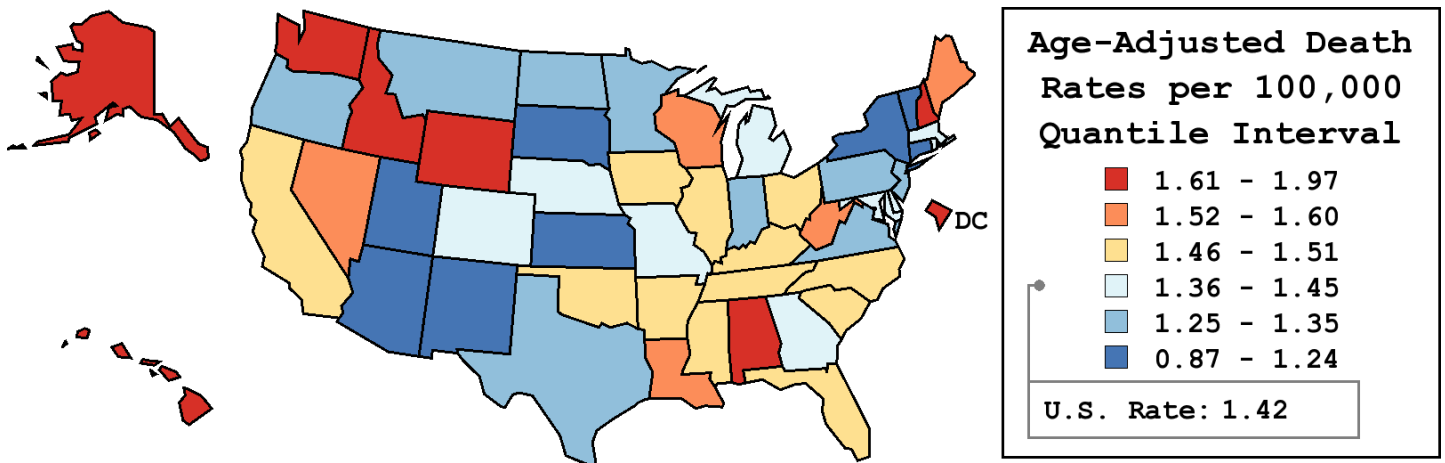 Age-Adjusted Death
Rates per 100,000
Quantile Interval
1.61 - 1.97
1.52 - 1.60
1.46 - 1.51
1.36 - 1.45
1.25 - 1.35
0.87 - 1.24
U.S. Rate: 1.42
DC